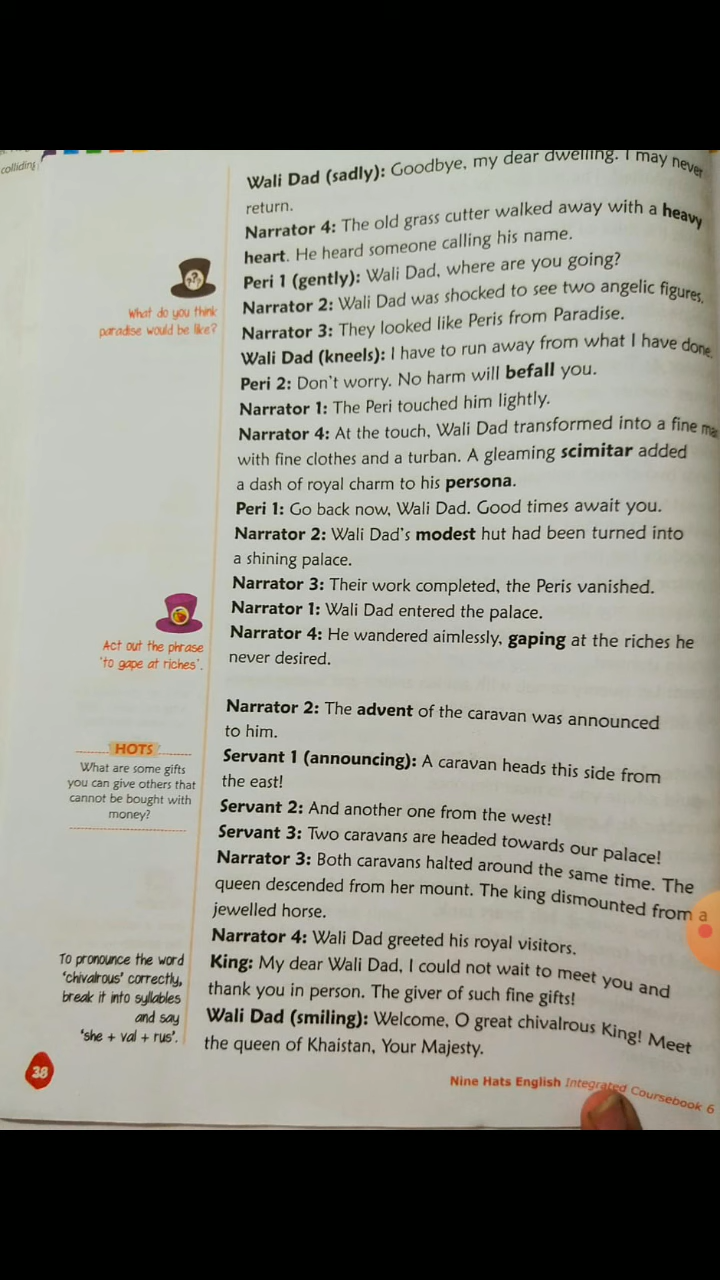 colliding
Wali Dad (sadly): Goodbye, my dear dwelling. I may never
return.
Narrator 4: The old grass cutter walked away with a heavy
heart. He heard someone calling his name.
Peri 1 (gently): Wali Dad, where are you going?
Narrator 2: Wali Dad was shocked to see two angelic figures.
Narrator 3: They looked like Peris from Paradise.
Wali Dad (kneels): I have to run away from what I have done.
Peri 2: Don't worry. No harm will befall you.
Narrator 1: The Peri touched him lightly.
Narrator 4: At the touch, Wali Dad transformed into a fine
with fine clothes and a turban. A gleaming scimitar added
a dash of royal charm to his persona.
Peri 1: Go back now, Wali Dad. Good times await you.
Narrator 2: Wali Dad's modest hut had been turned into
a shining palace.
Narrator 3: Their work completed, the Peris vanished.
Narrator 1: Wali Dad entered the palace.
Narrator 4: He wandered aimlessly, gaping at the riches he
never desired.
Narrator 2: The advent of the caravan was announced
to him.
Servant 1 (announcing): A caravan heads this side from
the east!
Servant 2: And another one from the west!
Servant 3: Two caravans are headed towards our palace!
Narrator 3: Both caravans halted around the same time. The
queen descended from her mount. The king dismounted from a
jewelled horse.
Narrator 4: Wali Dad greeted his royal visitors.
King: My dear Wali Dad, I could not wait to meet you and
thank you in person. The giver of such fine gifts!
Wali Dad (smiling): Welcome, O great chivalrous King! Meet
the queen of Khaistan, Your Majesty.
???
What do you think
paradise would be like?
Act out the phrase
'to gape at riches'.
HOTS
What are some gifts
you can give others that
cannot be bought with
money?
To pronounce the word
'chivalrous' correctly,
break it into syllables
and say
'she + val + rus'.
38
Nine Hats English Integrated Coursebook 6